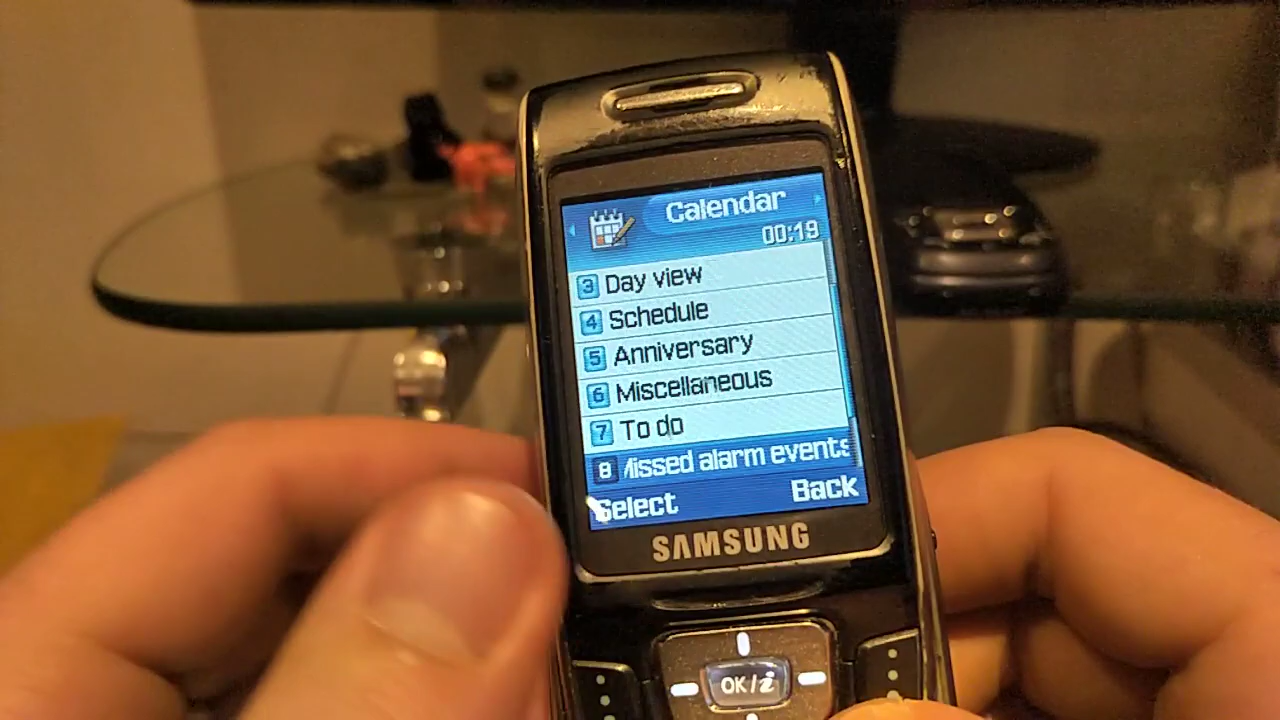 Calendar
00:19
3 Day view
4 Schedule
5 Anniversary
6 Miscellaneous
7 To do
8 Missed alarm events
Select Back
SAMSUNG
OK/i